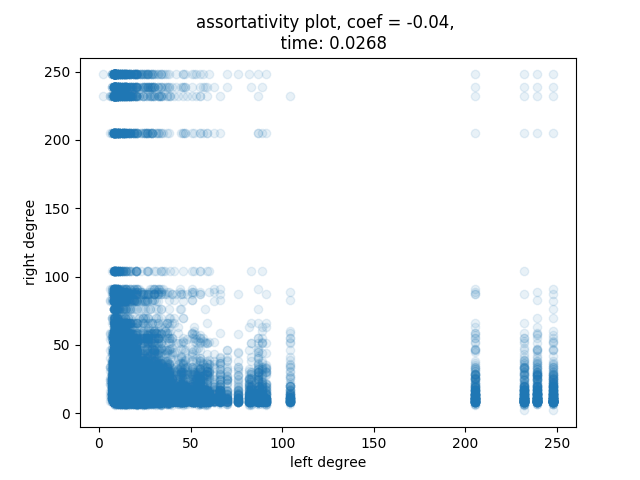 assortativity plot, coef = -0.04,
time: 0.0268
250
200
150
100
50
0
right degree
0 50 100 150 200 250
left degree